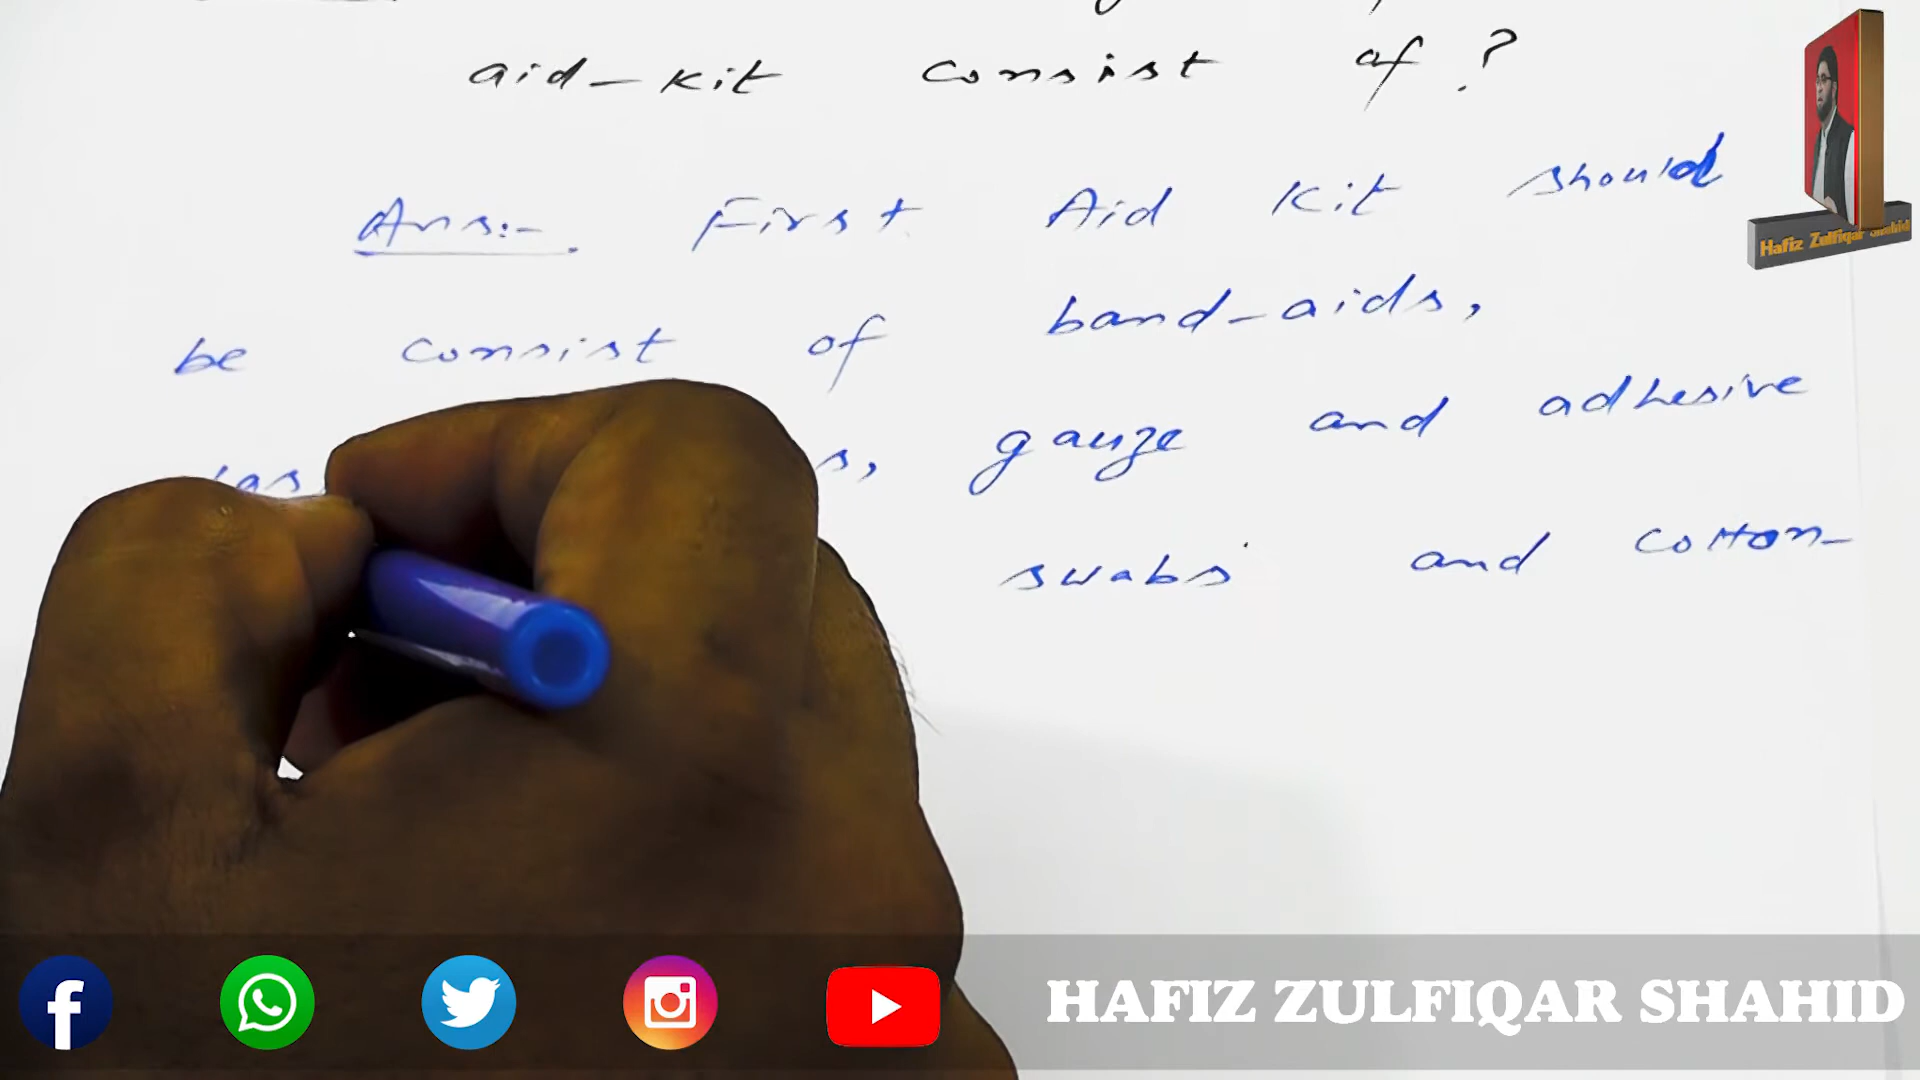 aid-kit consist of ?
Ans:- First Aid Kit should
be consist of band-aids,
gauze and adhesive
swabs and cotton-
Hafiz Zulfiqar Shahid
HAFIZ ZULFIQAR SHAHID